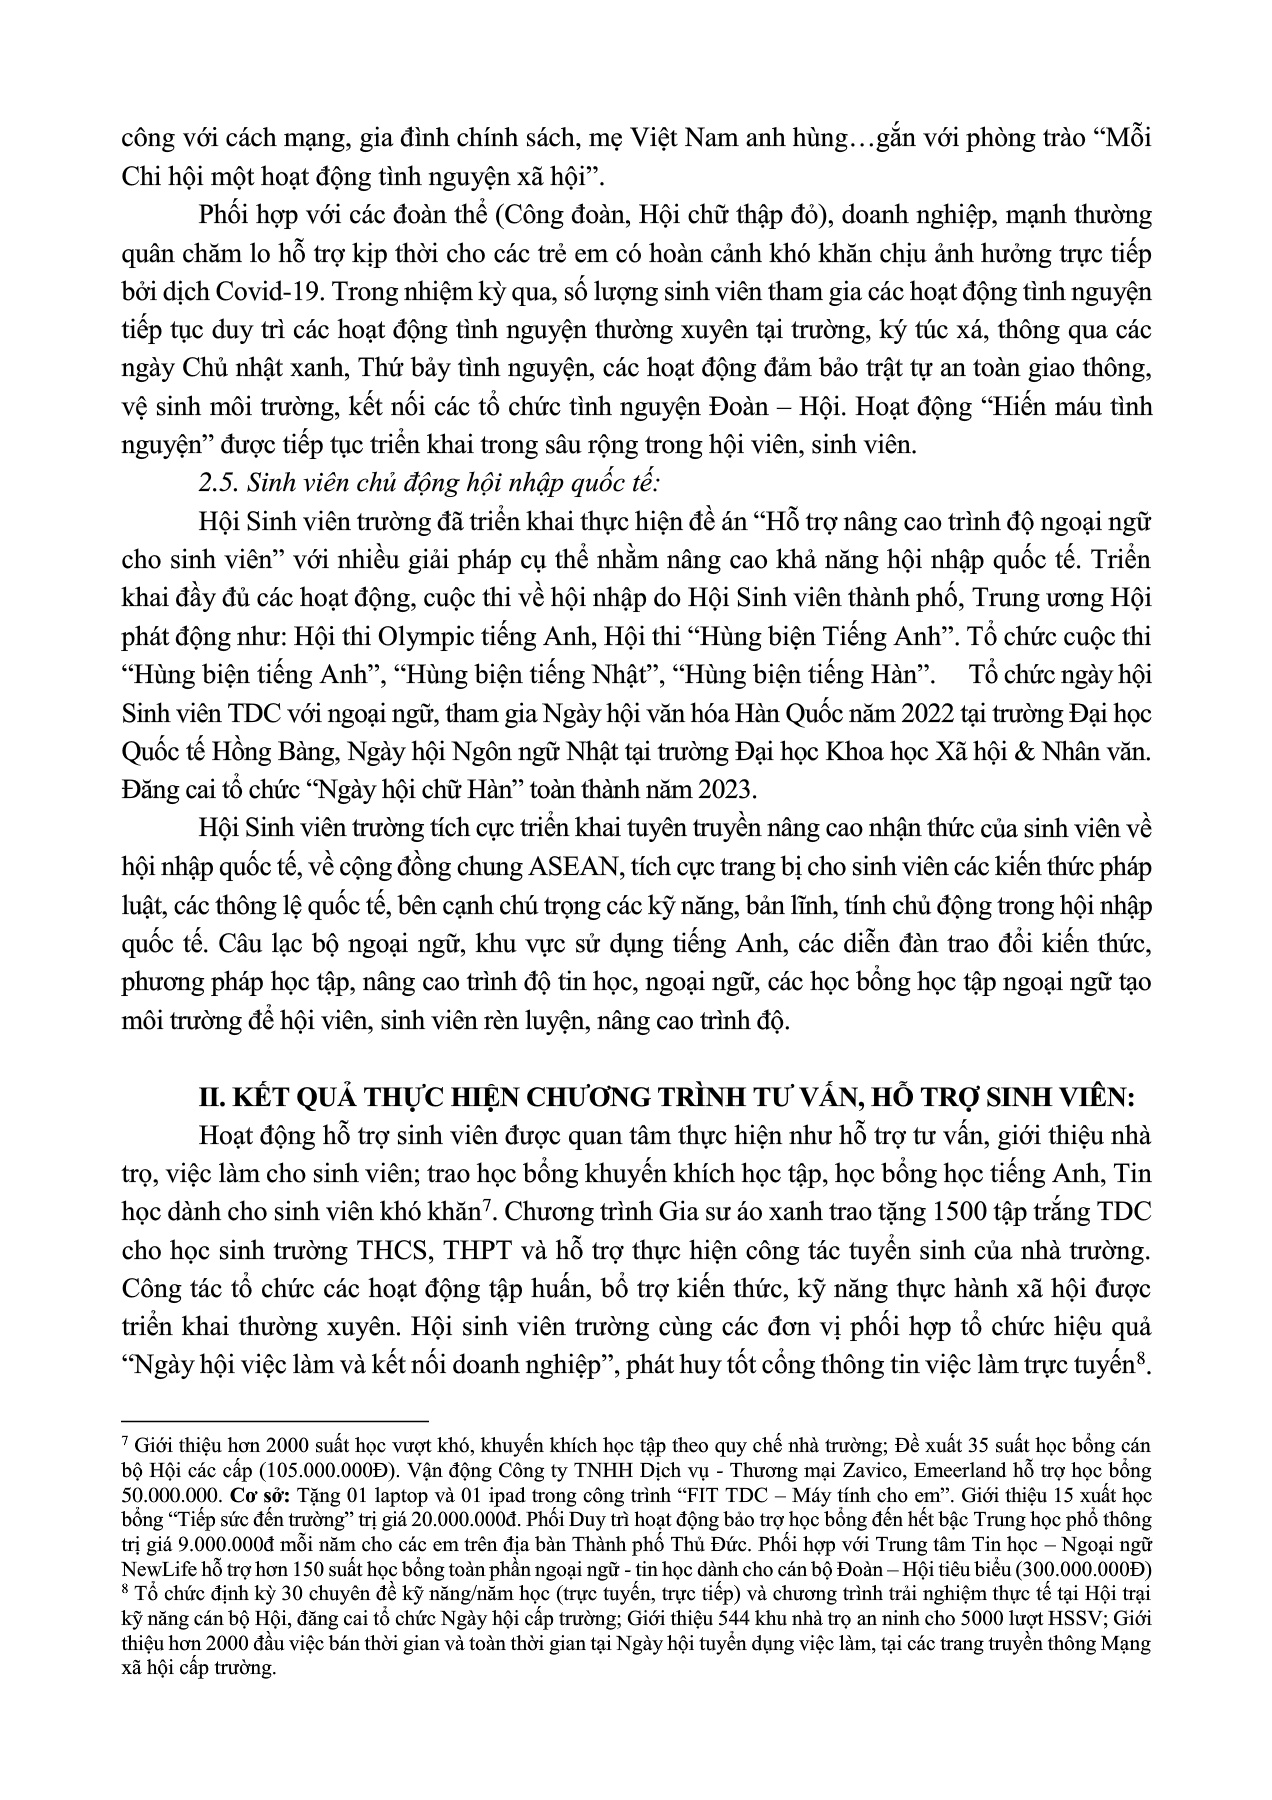 công với cách mạng, gia đình chính sách, mẹ Việt Nam anh hùng…gắn với phòng trào “Mỗi
Chi hội một hoạt động tình nguyện xã hội”.
Phối hợp với các đoàn thể (Công đoàn, Hội chữ thập đỏ), doanh nghiệp, mạnh thường
quân chăm lo hỗ trợ kịp thời cho các trẻ em có hoàn cảnh khó khăn chịu ảnh hưởng trực tiếp
bởi dịch Covid-19. Trong nhiệm kỳ qua, số lượng sinh viên tham gia các hoạt động tình nguyện
tiếp tục duy trì các hoạt động tình nguyện thường xuyên tại trường, ký túc xá, thông qua các
ngày Chủ nhật xanh, Thứ bảy tình nguyện, các hoạt động đảm bảo trật tự an toàn giao thông,
vệ sinh môi trường, kết nối các tổ chức tình nguyện Đoàn – Hội. Hoạt động “Hiến máu tình
nguyện” được tiếp tục triển khai trong sâu rộng trong hội viên, sinh viên.
2.5. Sinh viên chủ động hội nhập quốc tế:
Hội Sinh viên trường đã triển khai thực hiện đề án “Hỗ trợ nâng cao trình độ ngoại ngữ
cho sinh viên” với nhiều giải pháp cụ thể nhằm nâng cao khả năng hội nhập quốc tế. Triển
khai đầy đủ các hoạt động, cuộc thi về hội nhập do Hội Sinh viên thành phố, Trung ương Hội
phát động như: Hội thi Olympic tiếng Anh, Hội thi “Hùng biện Tiếng Anh”. Tổ chức cuộc thi
“Hùng biện tiếng Anh”, “Hùng biện tiếng Nhật”, “Hùng biện tiếng Hàn”. Tổ chức ngày hội
Sinh viên TDC với ngoại ngữ, tham gia Ngày hội văn hóa Hàn Quốc năm 2022 tại trường Đại học
Quốc tế Hồng Bàng, Ngày hội Ngôn ngữ Nhật tại trường Đại học Khoa học Xã hội & Nhân văn.
Đăng cai tổ chức “Ngày hội chữ Hàn” toàn thành năm 2023.
Hội Sinh viên trường tích cực triển khai tuyên truyền nâng cao nhận thức của sinh viên về
hội nhập quốc tế, về cộng đồng chung ASEAN, tích cực trang bị cho sinh viên các kiến thức pháp
luật, các thông lệ quốc tế, bên cạnh chú trọng các kỹ năng, bản lĩnh, tính chủ động trong hội nhập
quốc tế. Câu lạc bộ ngoại ngữ, khu vực sử dụng tiếng Anh, các diễn đàn trao đổi kiến thức,
phương pháp học tập, nâng cao trình độ tin học, ngoại ngữ, các học bổng học tập ngoại ngữ tạo
môi trường để hội viên, sinh viên rèn luyện, nâng cao trình độ.
II. KẾT QUẢ THỰC HIỆN CHƯƠNG TRÌNH TƯ VẤN, HỖ TRỢ SINH VIÊN:
Hoạt động hỗ trợ sinh viên được quan tâm thực hiện như hỗ trợ tư vấn, giới thiệu nhà
trọ, việc làm cho sinh viên; trao học bổng khuyến khích học tập, học bổng học tiếng Anh, Tin
học dành cho sinh viên khó khăn⁷. Chương trình Gia sư áo xanh trao tặng 1500 tập trắng TDC
cho học sinh trường THCS, THPT và hỗ trợ thực hiện công tác tuyển sinh của nhà trường.
Công tác tổ chức các hoạt động tập huấn, bổ trợ kiến thức, kỹ năng thực hành xã hội được
triển khai thường xuyên. Hội sinh viên trường cùng các đơn vị phối hợp tổ chức hiệu quả
“Ngày hội việc làm và kết nối doanh nghiệp”, phát huy tốt cổng thông tin việc làm trực tuyến⁸.
⁷ Giới thiệu hơn 2000 suất học vượt khó, khuyến khích học tập theo quy chế nhà trường; Đề xuất 35 suất học bổng cán
bộ Hội các cấp (105.000.000Đ). Vận động Công ty TNHH Dịch vụ - Thương mại Zavico, Emeerland hỗ trợ học bổng
50.000.000. Cơ sở: Tặng 01 laptop và 01 ipad trong công trình “FIT TDC – Máy tính cho em”. Giới thiệu 15 xuất học
bổng “Tiếp sức đến trường” trị giá 20.000.000đ. Phối Duy trì hoạt động bảo trợ học bổng đến hết bậc Trung học phổ thông
trị giá 9.000.000đ mỗi năm cho các em trên địa bàn Thành phố Thủ Đức. Phối hợp với Trung tâm Tin học – Ngoại ngữ
NewLife hỗ trợ hơn 150 suất học bổng toàn phần ngoại ngữ - tin học dành cho cán bộ Đoàn – Hội tiêu biểu (300.000.000Đ)
⁸ Tổ chức định kỳ 30 chuyên đề kỹ năng/năm học (trực tuyến, trực tiếp) và chương trình trải nghiệm thực tế tại Hội trại
kỹ năng cán bộ Hội, đăng cai tổ chức Ngày hội cấp trường; Giới thiệu 544 khu nhà trọ an ninh cho 5000 lượt HSSV; Giới
thiệu hơn 2000 đầu việc bán thời gian và toàn thời gian tại Ngày hội tuyển dụng việc làm, tại các trang truyền thông Mạng
xã hội cấp trường.